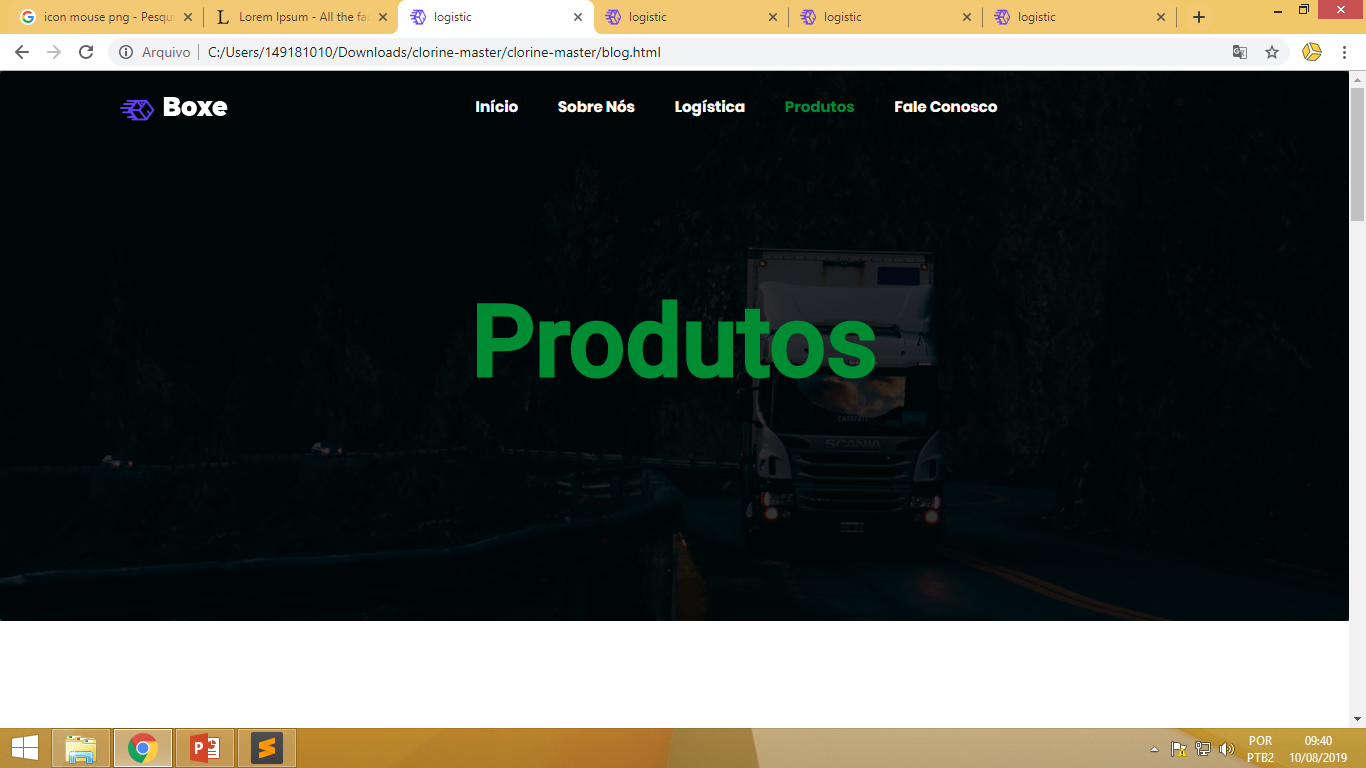 icon mouse png - Pesqu
Lorem Ipsum - All the fac
logistic
logistic
logistic
logistic
Arquivo
C:/Users/149181010/Downloads/clorine-master/clorine-master/blog.html
Boxe
Início
Sobre Nós
Logística
Produtos
Fale Conosco
Produtos
SCANIA
POR
PTB2
09:40
10/08/2019